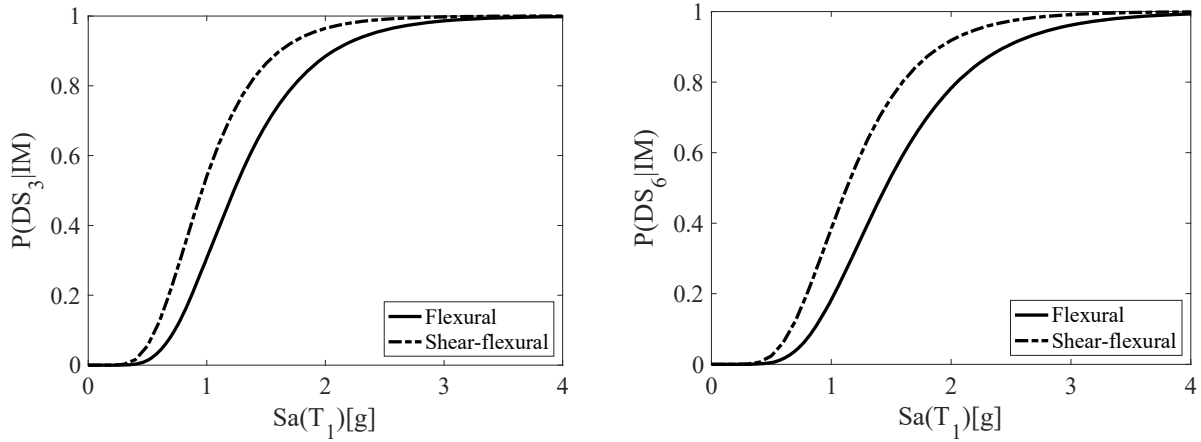 1
0.8
0.6
0.4
0.2
0
P(DS3|IM)
0 1 2 3 4
Sa(T1)[g]
Flexural
Shear-flexural
1
0.8
0.6
0.4
0.2
0
P(DS6|IM)
0 1 2 3 4
Sa(T1)[g]
Flexural
Shear-flexural